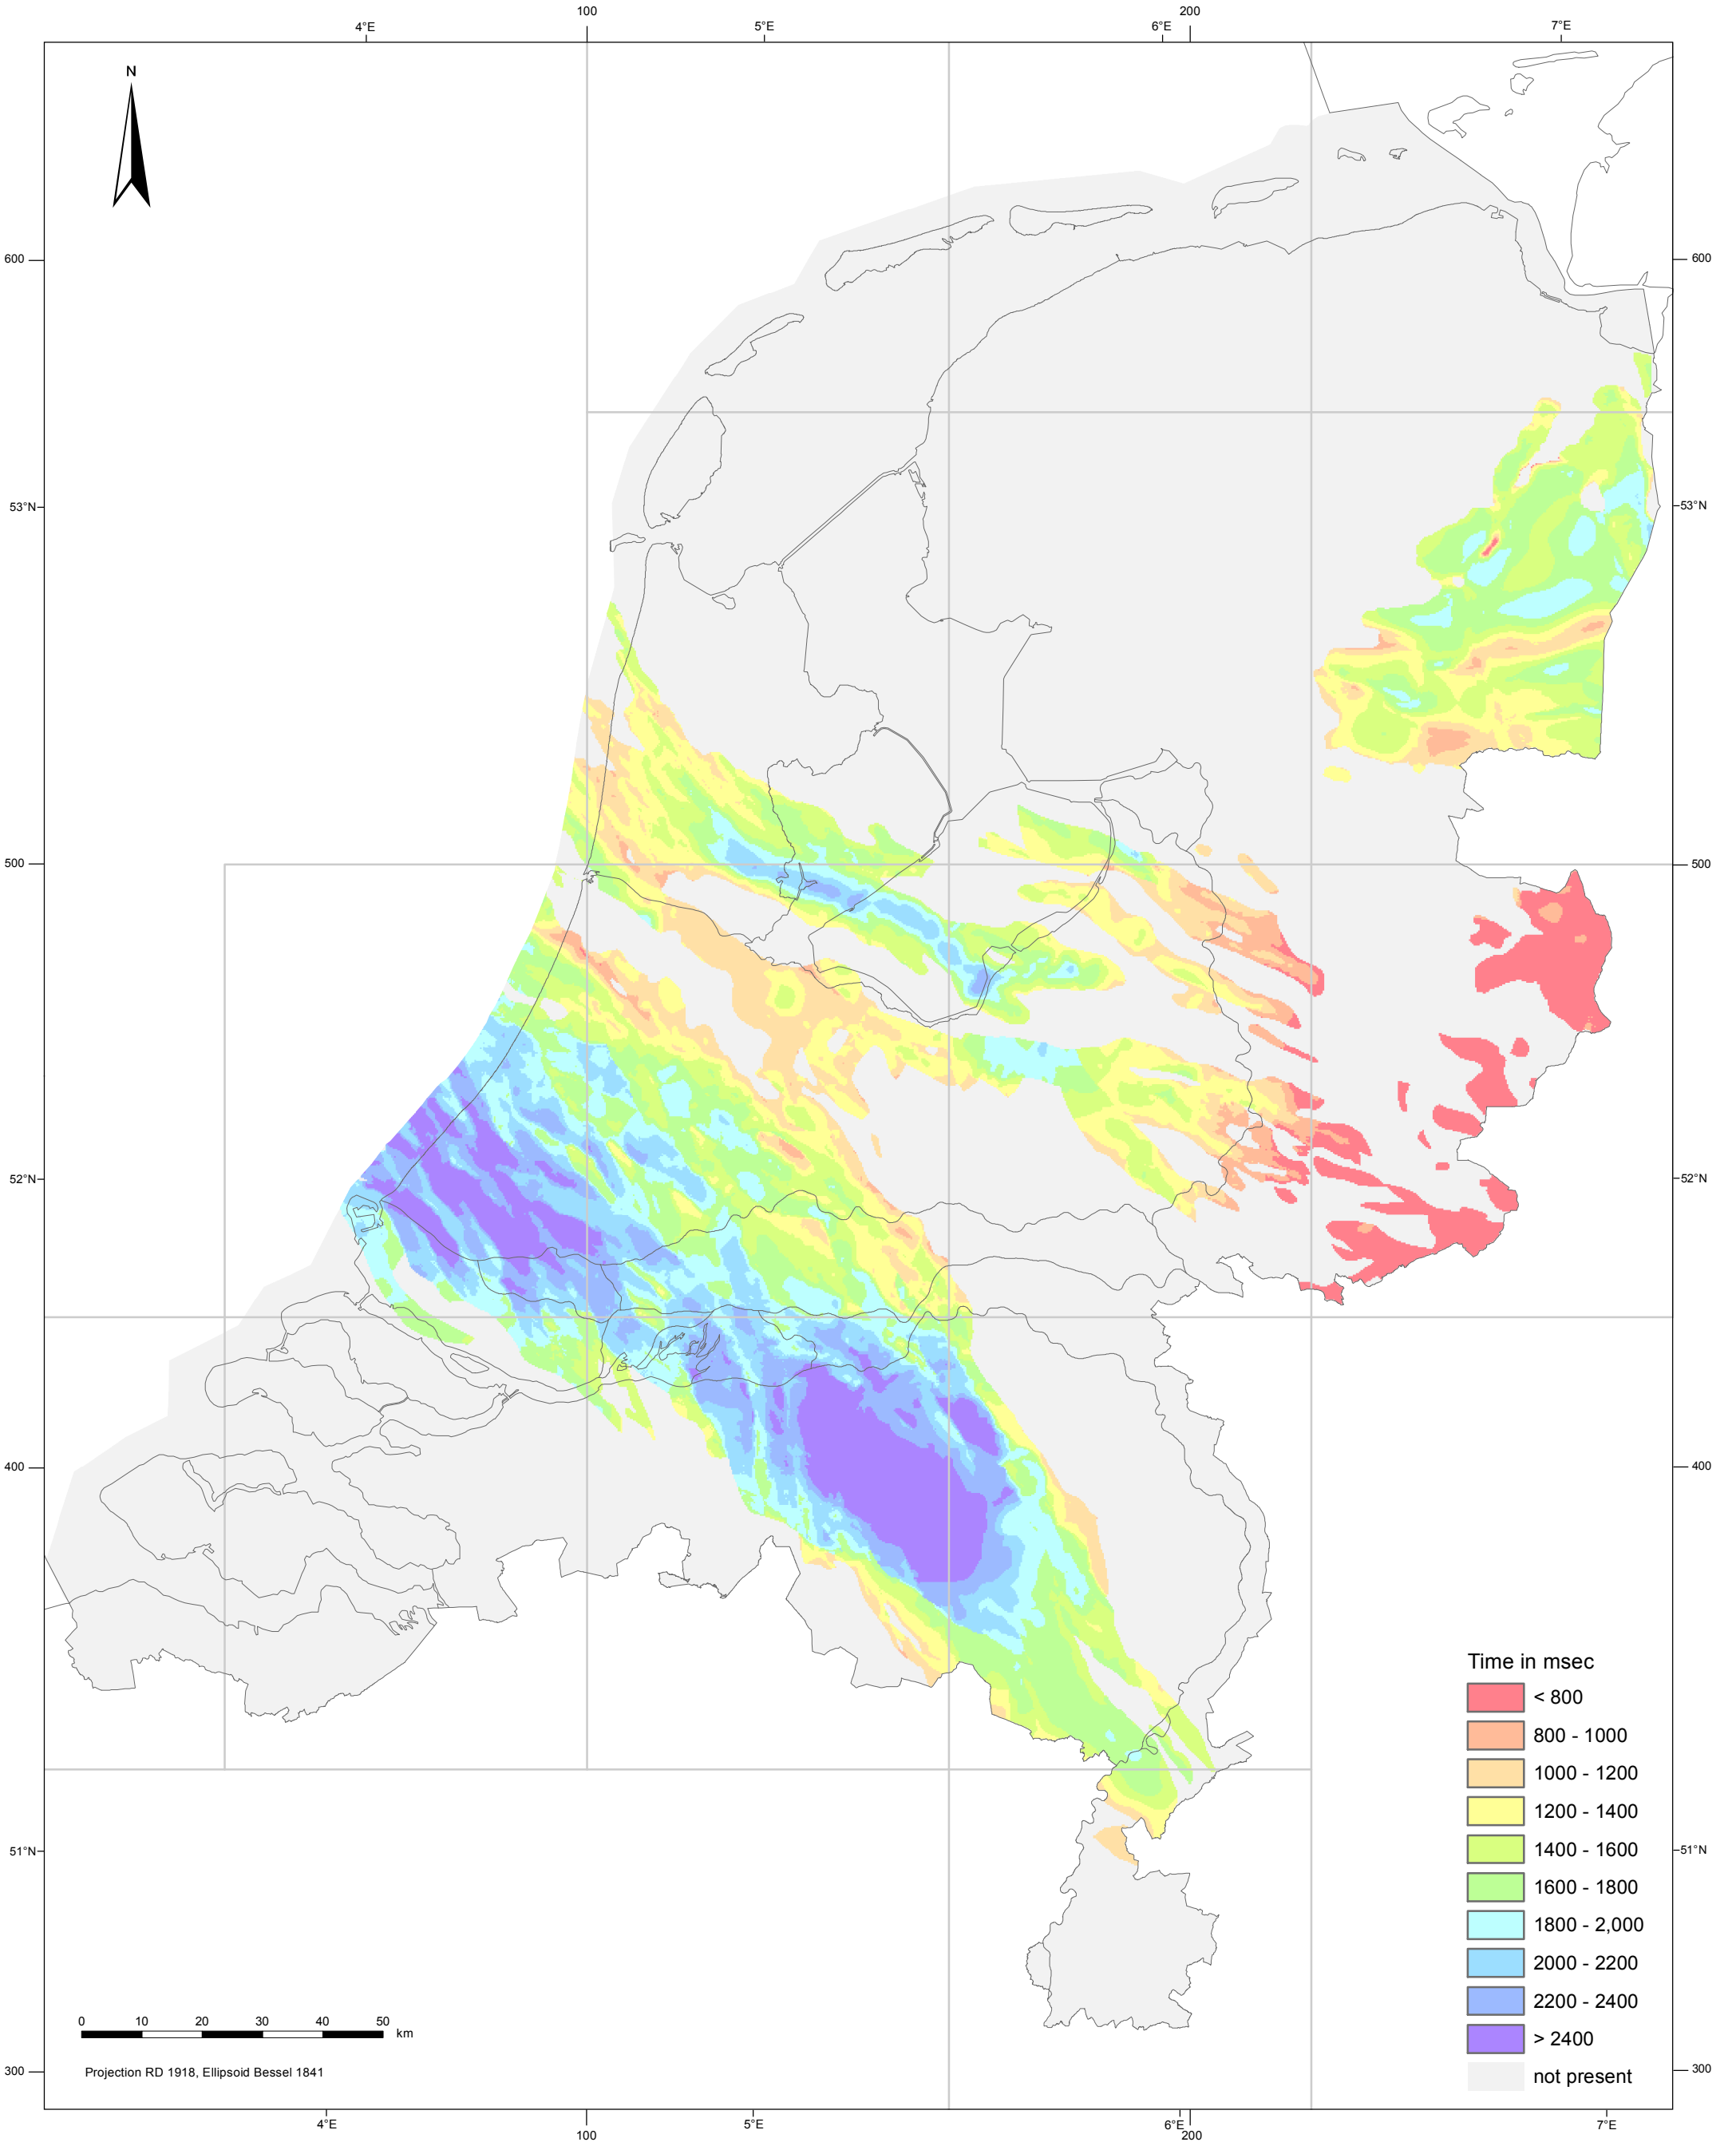 100 200
4°E 5°E 6°E 7°E
N
600 600
53°N 53°N
500 500
52°N 52°N
400 400
Time in msec
< 800
800 - 1000
1000 - 1200
1200 - 1400
1400 - 1600
1600 - 1800
1800 - 2,000
2000 - 2200
2200 - 2400
> 2400
not present
51°N 51°N
0 10 20 30 40 50 km
Projection RD 1918, Ellipsoid Bessel 1841
300 300
4°E 5°E 6°E 7°E
100 200